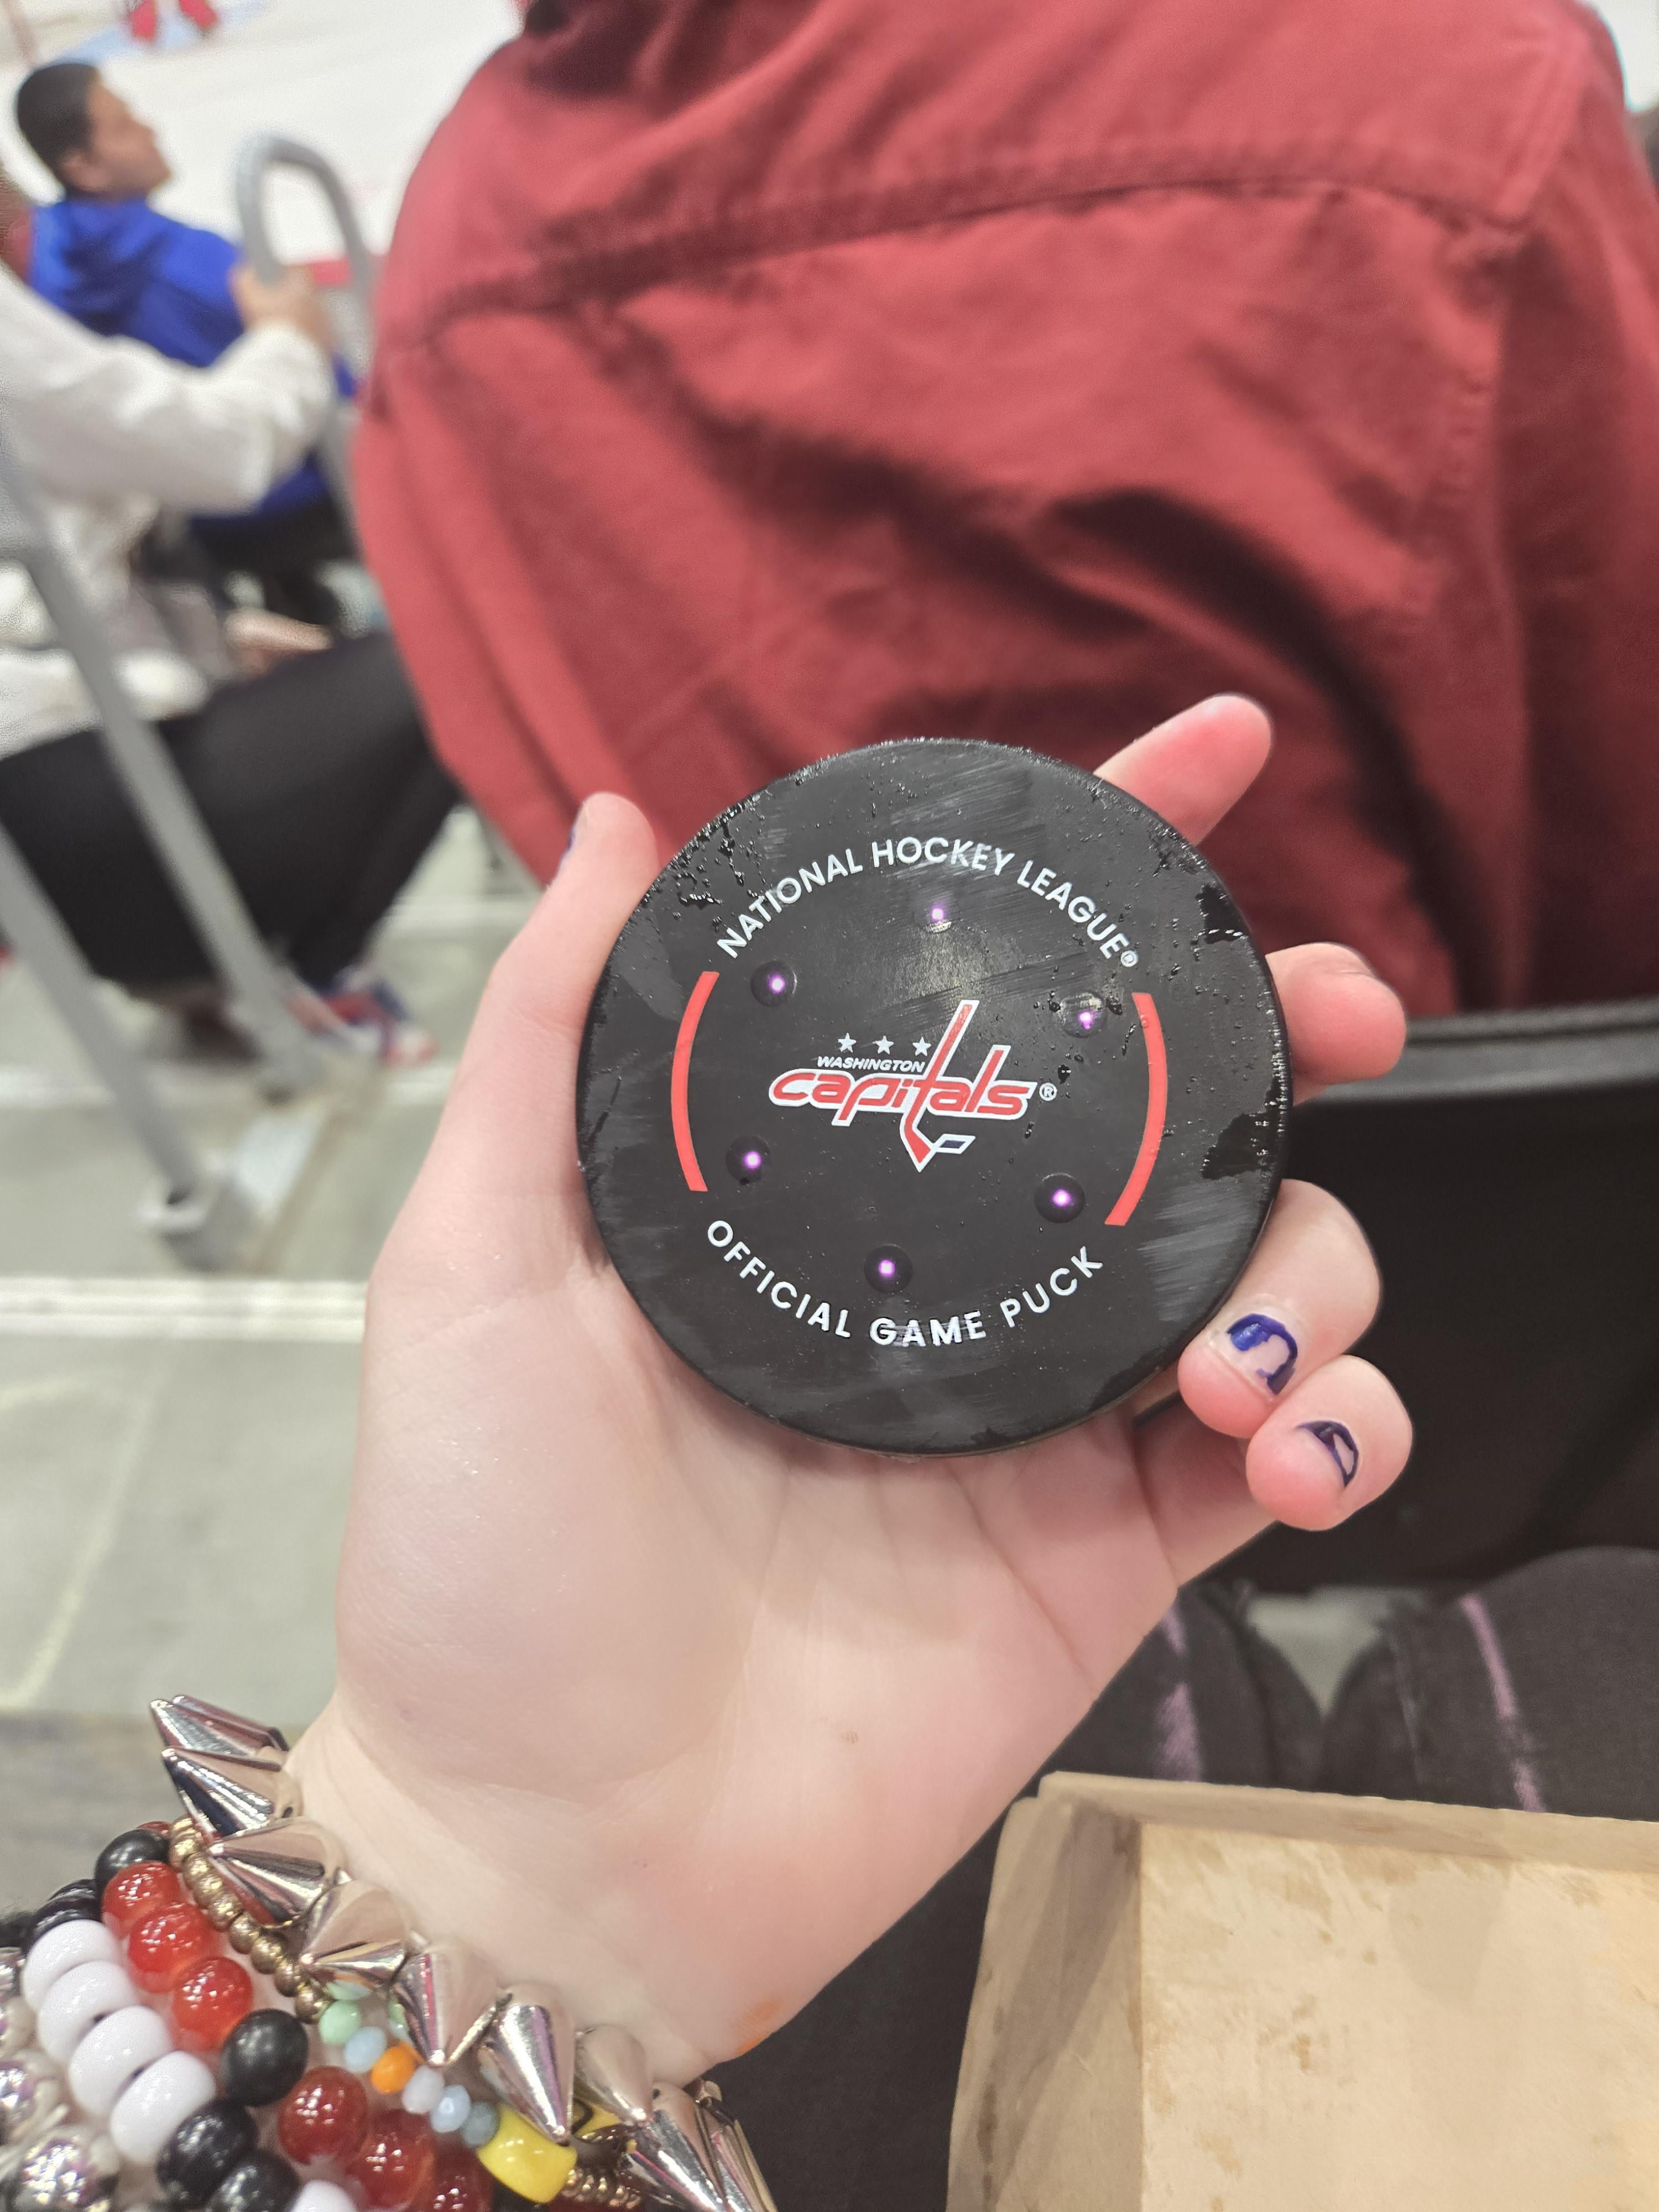 NATIONAL HOCKEY LEAGUE®
WASHINGTON
capitals®
OFFICIAL GAME PUCK